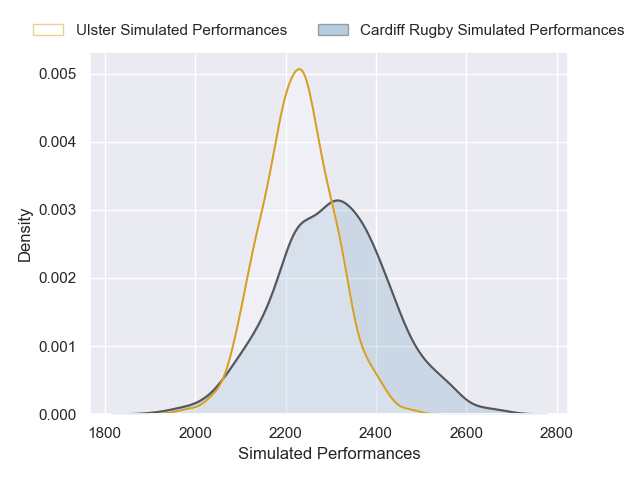 Ulster Simulated Performances Cardiff Rugby Simulated Performances
0.005
0.004
0.003
0.002
0.001
0.000
Density
1800 2000 2200 2400 2600 2800
Simulated Performances